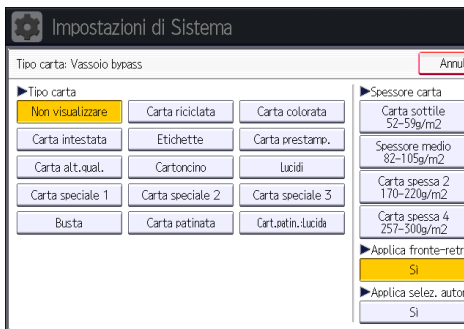 Impostazioni di Sistema
Tipo carta: Vassoio bypass
Annul
►Tipo carta
Non visualizzare
Carta riciclata
Carta colorata
Carta intestata
Etichette
Carta prestamp.
Carta alt.qual.
Cartoncino
Lucidi
Carta speciale 1
Carta speciale 2
Carta speciale 3
Busta
Carta patinata
Cart.patin.:Lucida
►Spessore carta
Carta sottile
52-59g/m2
Spessore medio
82-105g/m2
Carta spessa 2
170-220g/m2
Carta spessa 4
257-300g/m2
►Applica fronte-retr
Si
►Applica selez. autor
Si